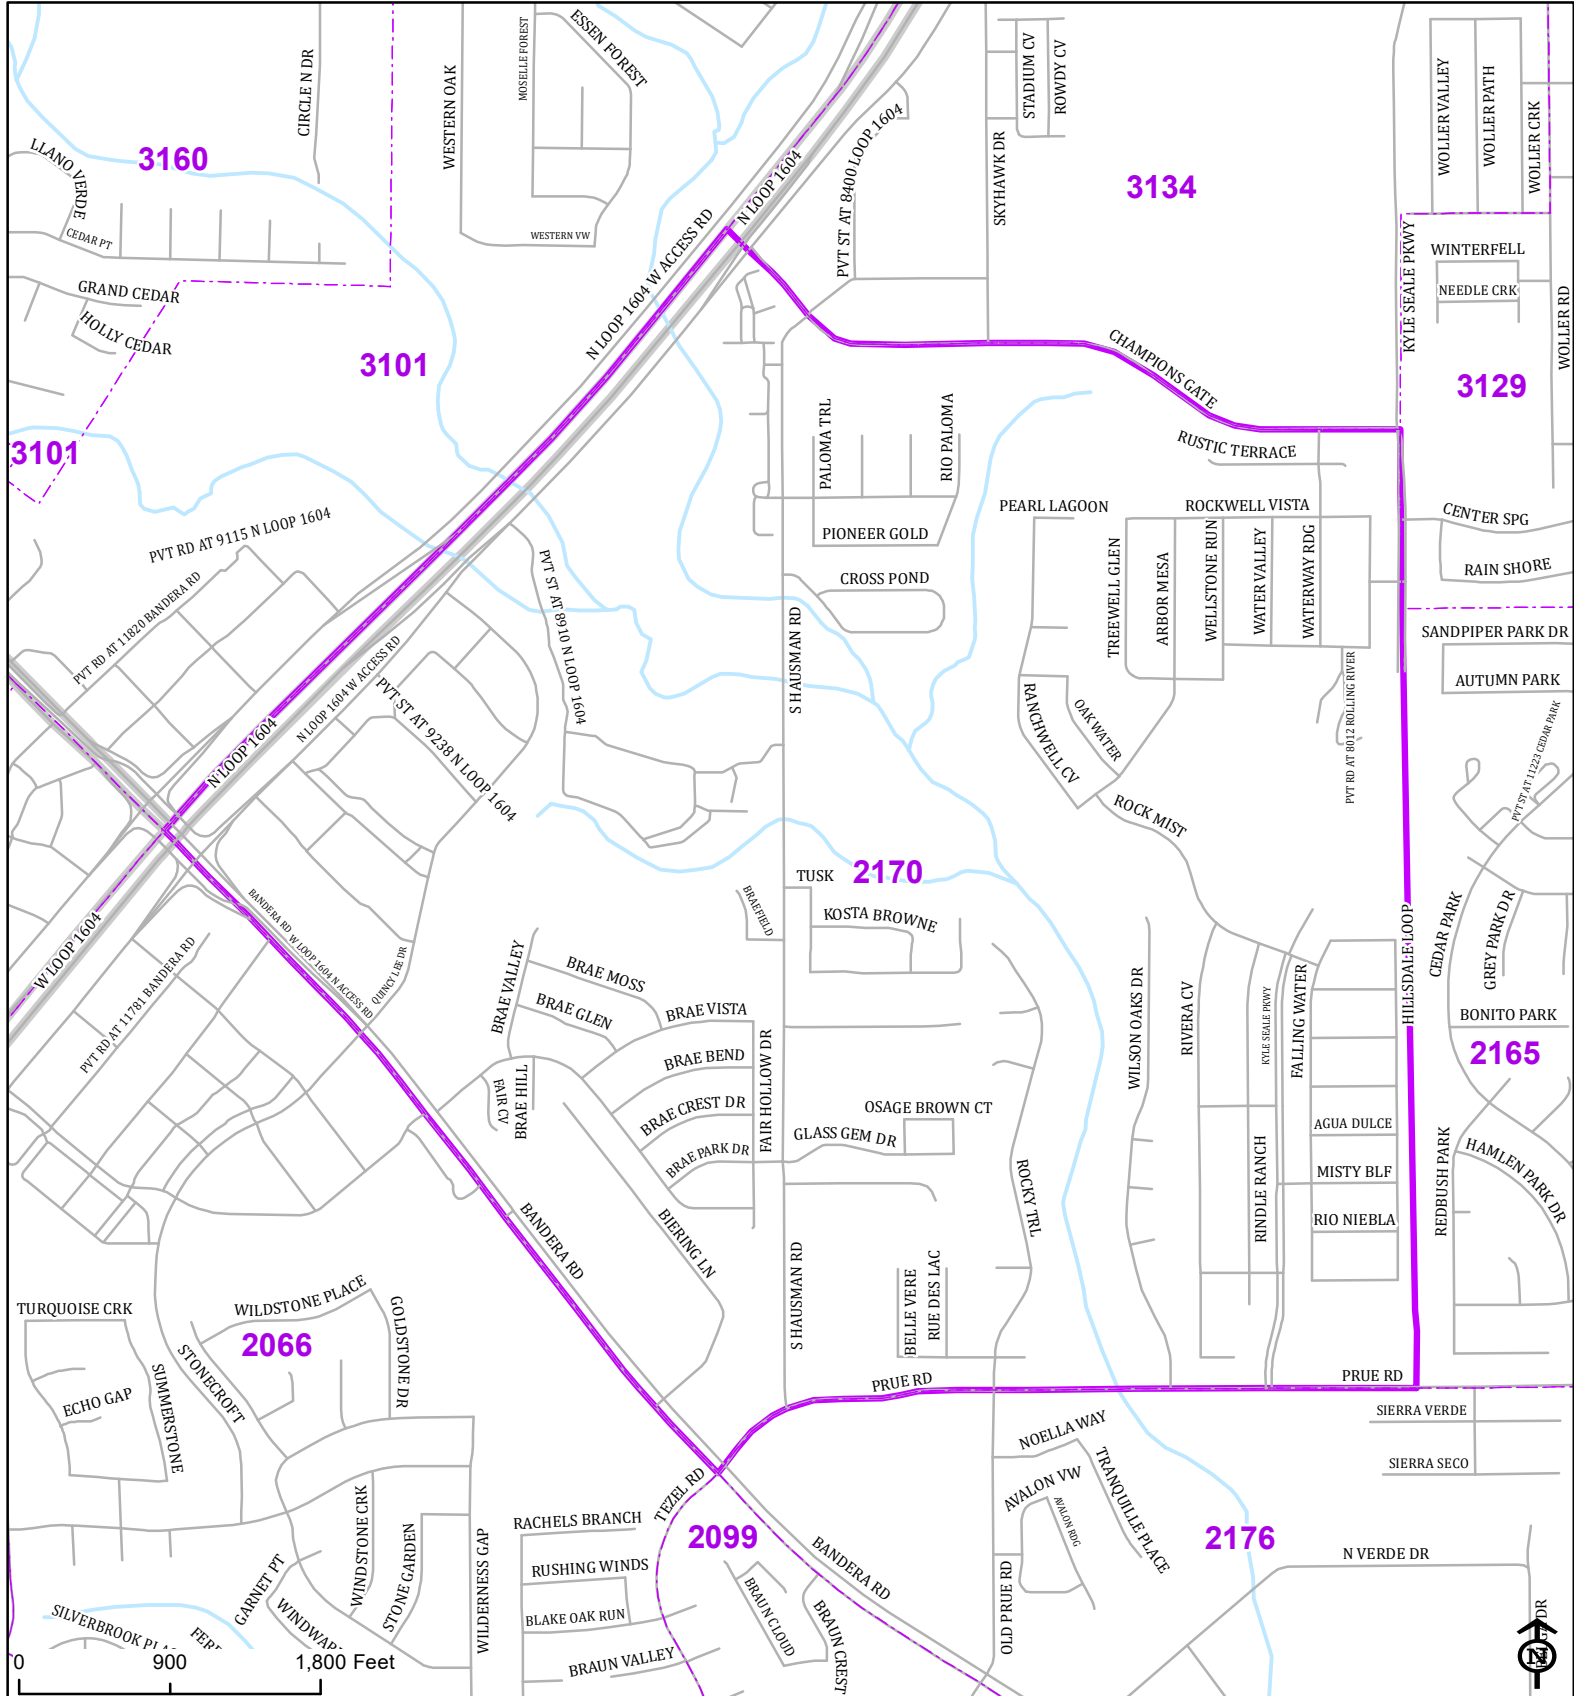 ESSEN FOREST
MOSELLE FOREST
CIRCLE N DR
WESTERN OAK
STADIUM CV
ROWDY CV
WOLLER VALLEY
WOLLER PATH
WOLLER CRK
LLANO VERDE
3160
N LOOP 1604
PVT ST AT 8400 LOOP 1604
SKYHAWK DR
3134
CEDAR PT
WESTERN VW
N LOOP 1604 W ACCESS RD
KYLE SEALE PKWY
WINTERFELL
NEEDLE CRK
WOLLER RD
GRAND CEDAR
HOLLY CEDAR
3101
CHAMPIONS GATE
3129
3101
PALOMA TRL
RIO PALOMA
RUSTIC TERRACE
PEARL LAGOON
ROCKWELL VISTA
CENTER SPG
PVT RD AT 9115 N LOOP 1604
PIONEER GOLD
RAIN SHORE
CROSS POND
PVT ST AT 8910 N LOOP 1604
PVT RD AT 11820 BANDERA RD
TREEWELL GLEN
ARBOR MESA
WELLSTONE RUN
WATER VALLEY
WATERWAY RDG
SANDPIPER PARK DR
AUTUMN PARK
S HAUSMAN RD
N LOOP 1604 W ACCESS RD
PVT ST AT 9238 N LOOP 1604
N LOOP 1604
RANCHWELL CV
OAK WATER
PVT RD AT 8012 ROLLING RIVER
PVT ST AT 11223 CEDAR PARK
ROCK MIST
2170
TUSK
KOSTA BROWNE
BRAEFIELD
W LOOP 1604
BANDERA RD W LOOP 1604 N ACCESS RD
PVT RD AT 11781 BANDERA RD
QUINCY LEE DR
BRAE VALLEY
BRAE MOSS
BRAE GLEN
BRAE VISTA
BRAE BEND
BRAE CREST DR
BRAE PARK DR
FAIR HOLLOW DR
FAIR CV
BRAE HILL
WILSON OAKS DR
RIVERA CV
KYLE SEALE PKWY
FALLING WATER
HILLSDALE LOOP
CEDAR PARK
GREY PARK DR
BONITO PARK
2165
OSAGE BROWN CT
GLASS GEM DR
AGUA DULCE
MISTY BLF
RIO NIEBLA
RINDLE RANCH
REDBUSH PARK
HAMLEN PARK DR
ROCKY TRL
BANDERA RD
BIERING LN
S HAUSMAN RD
BELLE VERE
RUE DES LAC
TURQUOISE CRK
WILDSTONE PLACE
2066
GOLDSTONE DR
STONECROFT
SUMMERSTONE
ECHO GAP
PRUE RD
PRUE RD
SIERRA VERDE
SIERRA SECO
NOELLA WAY
AVALON VW
AVALON RDG
TRANQUILLE PLACE
TEZEL RD
RACHELS BRANCH
2099
2176
BANDERA RD
N VERDE DR
RUSHING WINDS
BLAKE OAK RUN
BRAUN VALLEY
BRAUN CLOUD
BRAUN CREST
OLD PRUE RD
WINDSTONE CRK
STONE GARDEN
WILDERNESS GAP
GARNET PT
SILVERBROOK PLA
FERN
WINDWAR
0 900 1,800 Feet
N